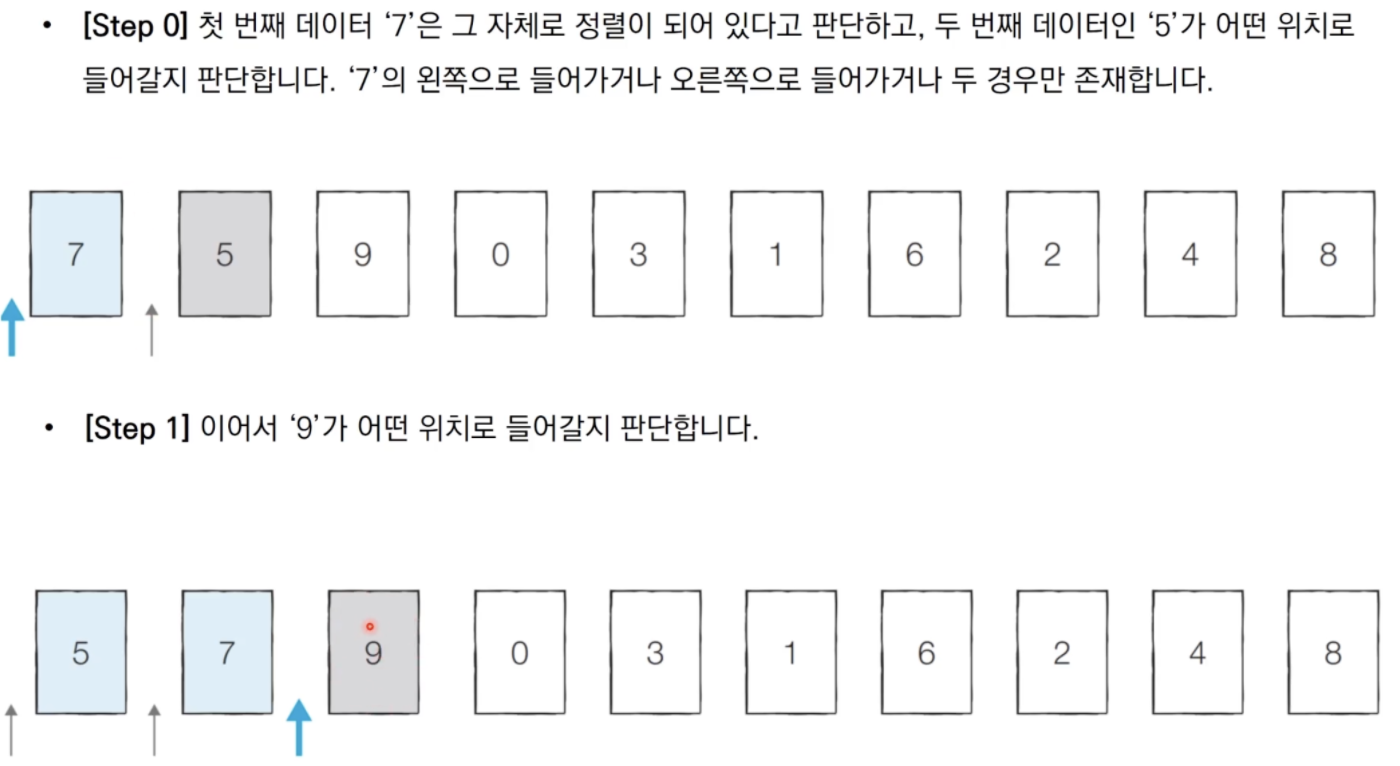 • [Step 0] 첫 번째 데이터 ‘7’은 그 자체로 정렬이 되어 있다고 판단하고, 두 번째 데이터인 ‘5’가 어떤 위치로
들어갈지 판단합니다. ‘7’의 왼쪽으로 들어가거나 오른쪽으로 들어가거나 두 경우만 존재합니다.
7 5 9 0 3 1 6 2 4 8
• [Step 1] 이어서 ‘9’가 어떤 위치로 들어갈지 판단합니다.
5 7 9 0 3 1 6 2 4 8